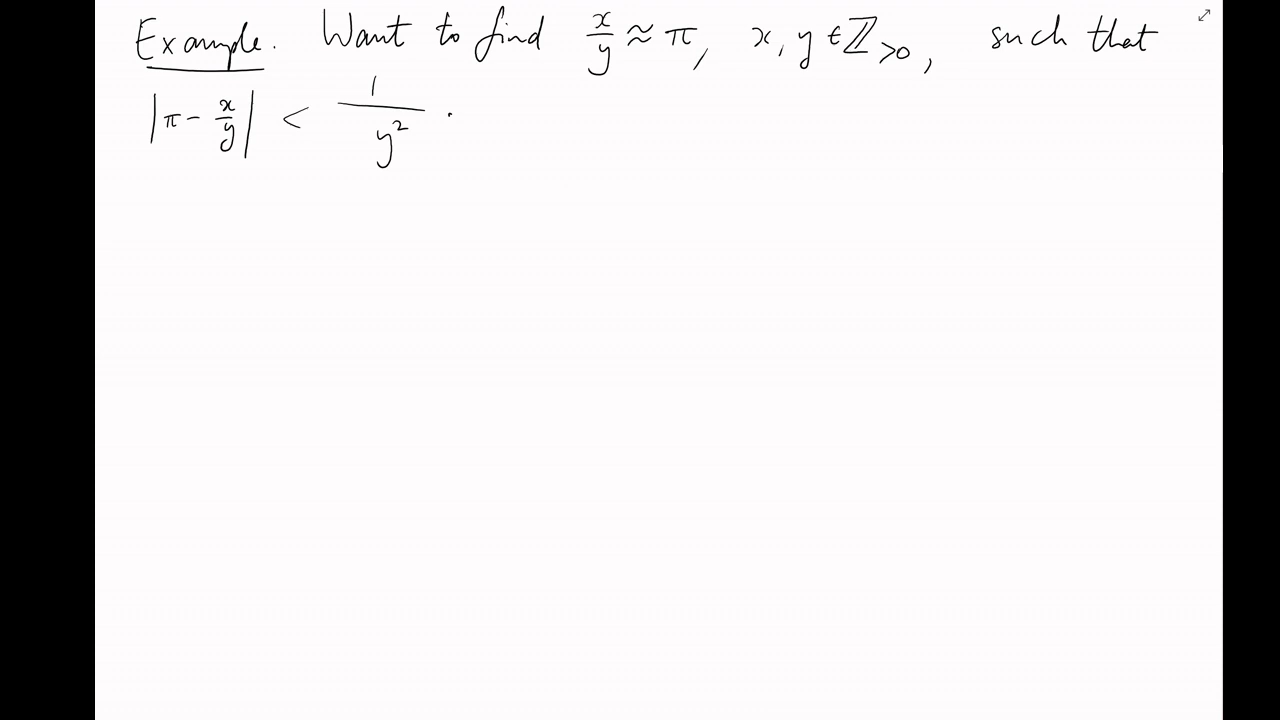 Example. Want to find x/y ≈ π, x, y ∈ ℤ>0, such that
|π - x/y| < 1/y² .